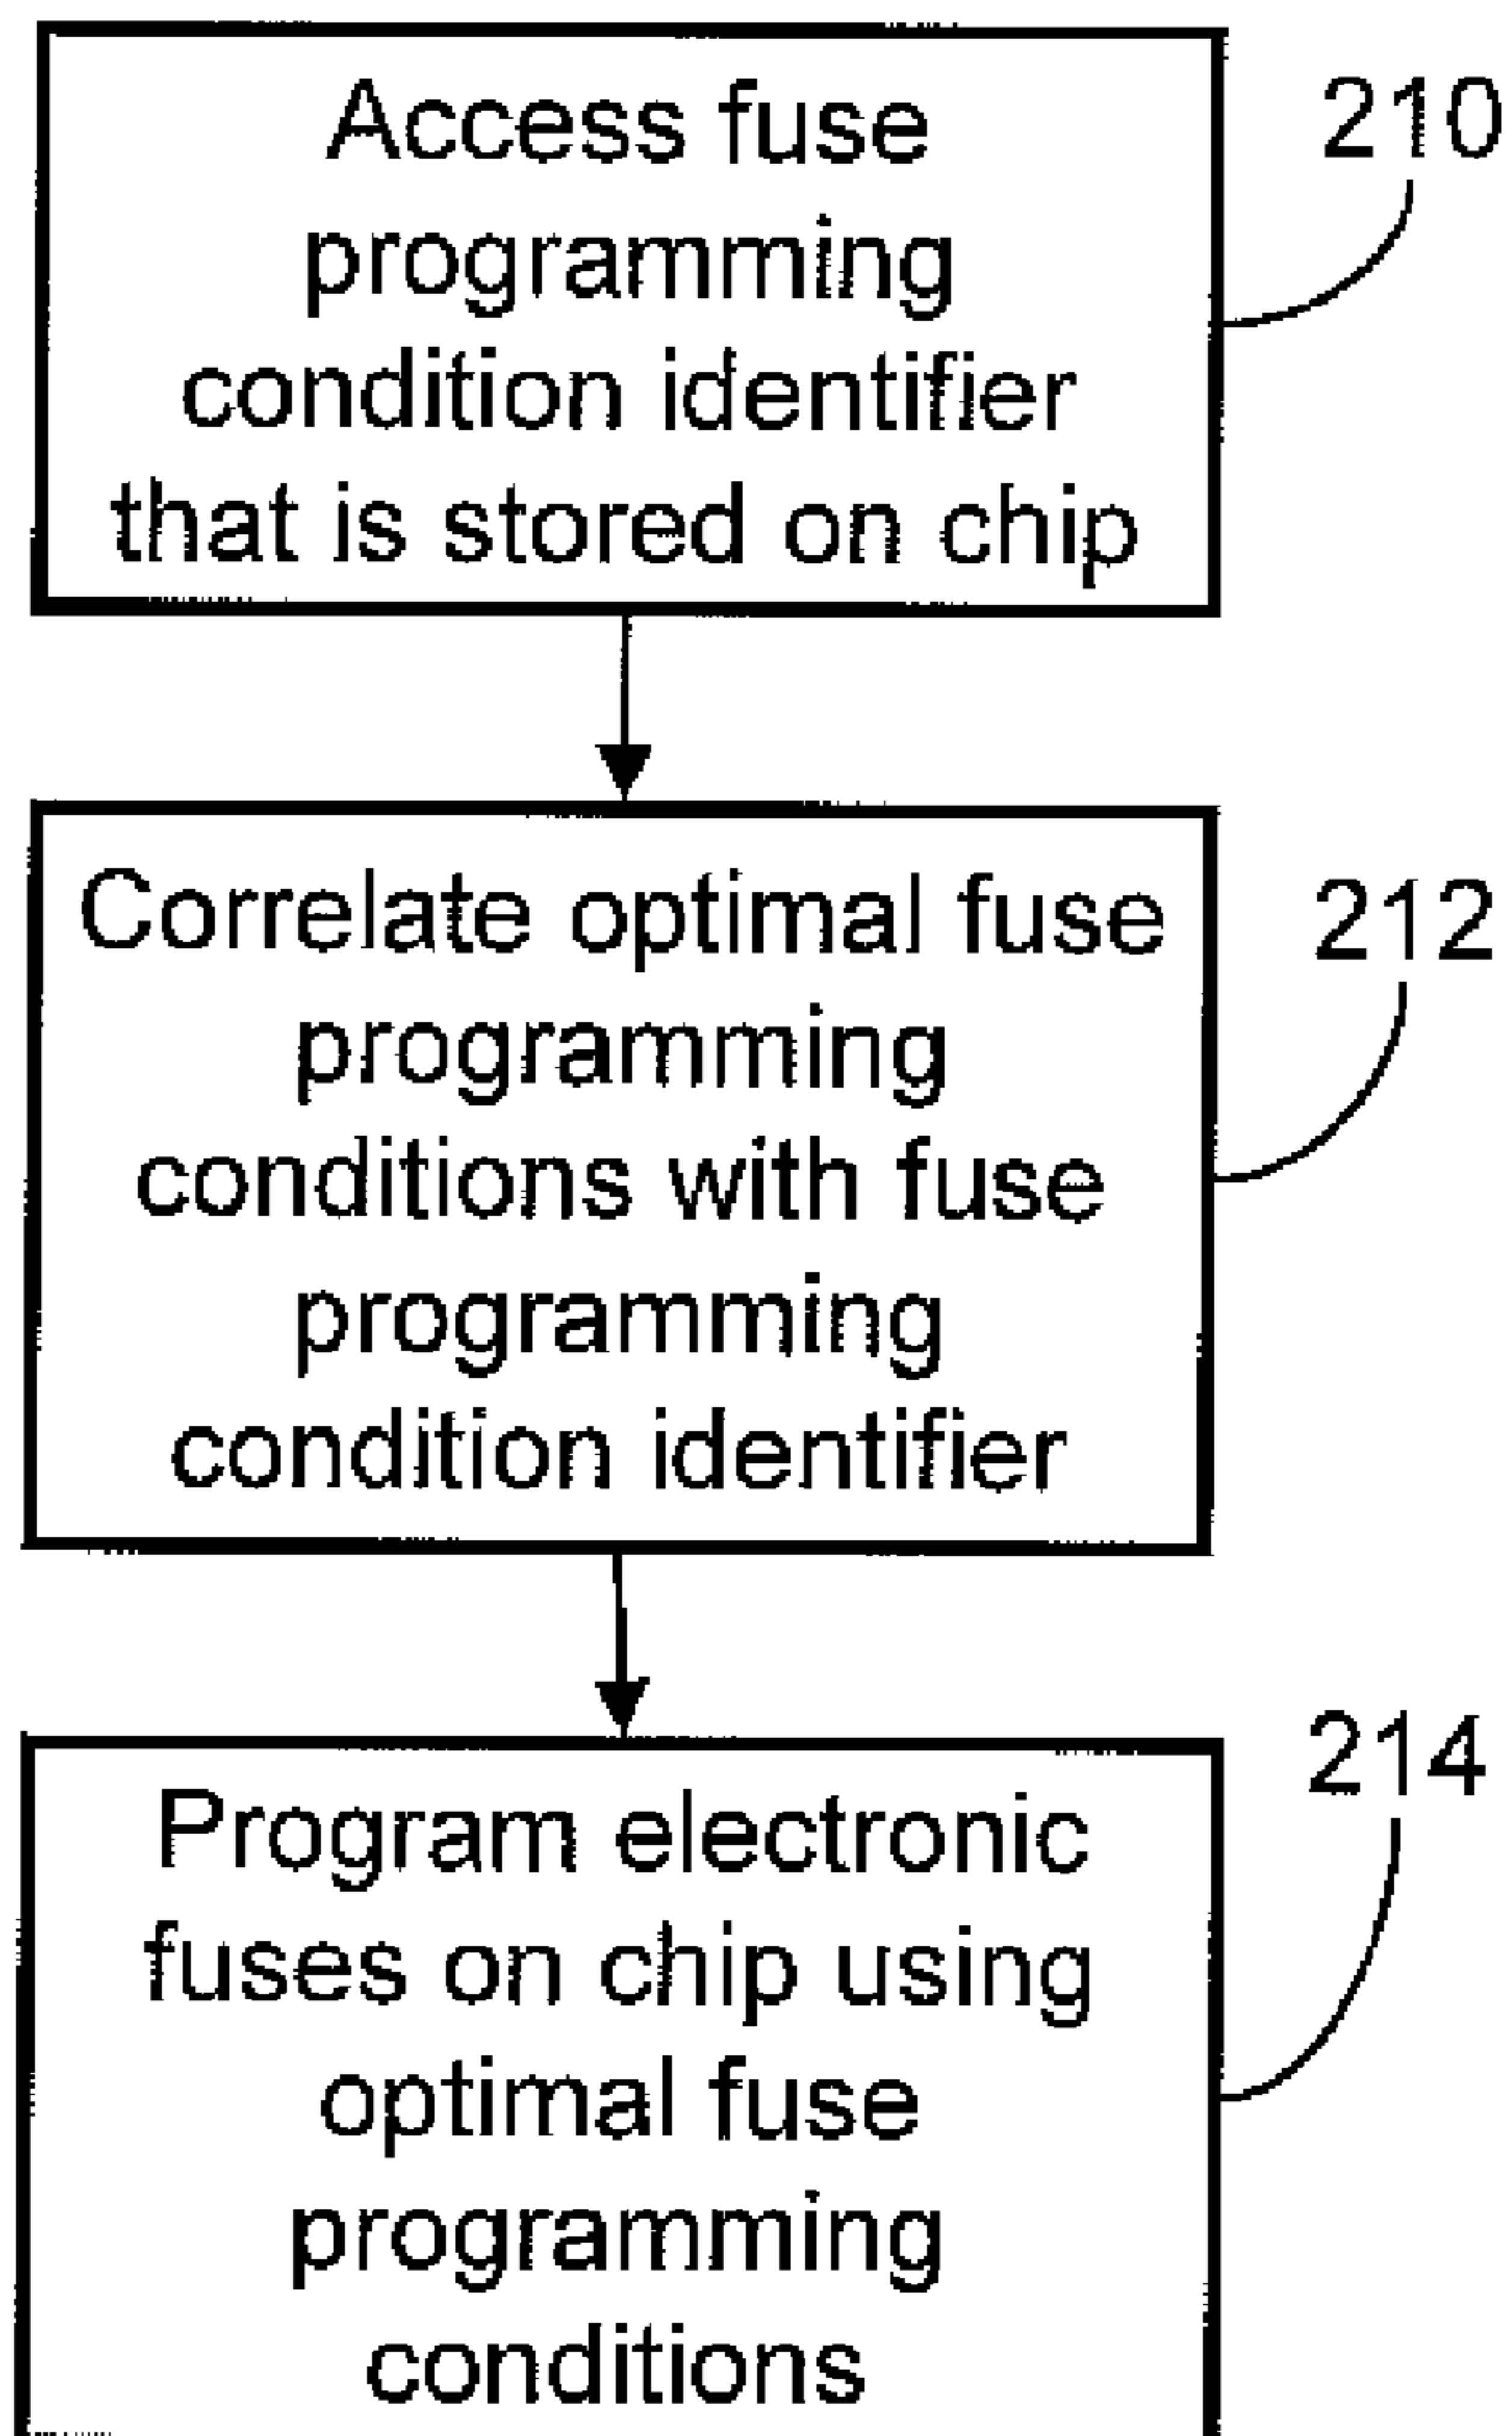 Access fuse
programming
condition identifier
that is stored on chip
210
Correlate optimal fuse
programming
conditions with fuse
programming
condition identifier
212
Program electronic
fuses on chip using
optimal fuse
programming
conditions
214